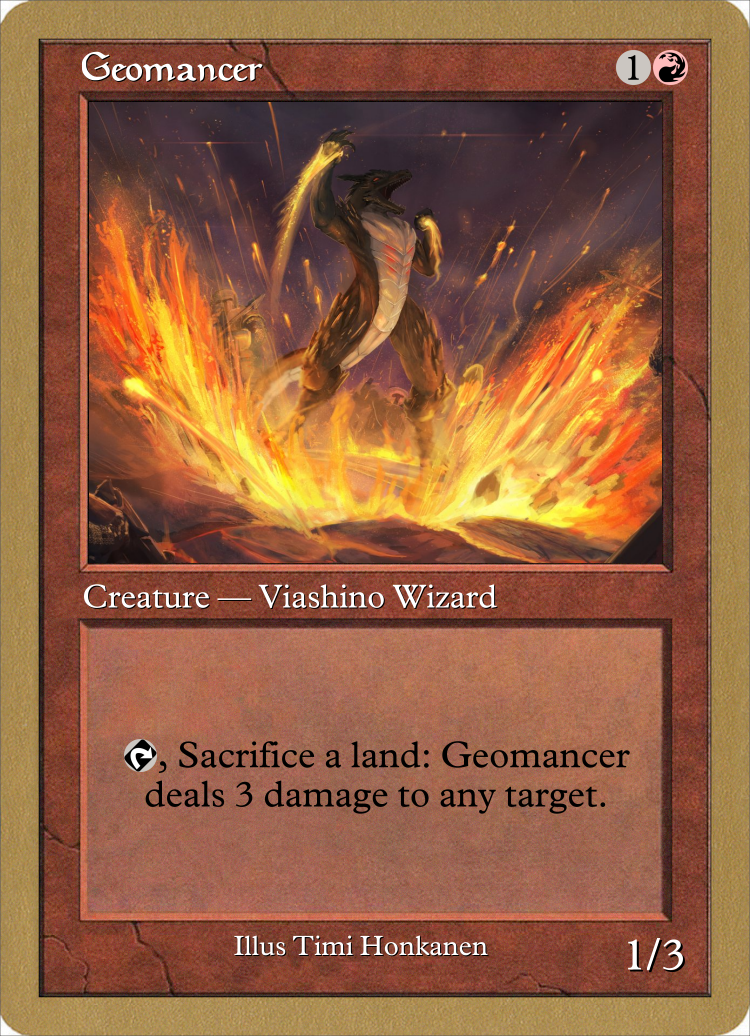 Geomancer 1
Creature — Viashino Wizard
, Sacrifice a land: Geomancer
deals 3 damage to any target.
Illus Timi Honkanen
1/3